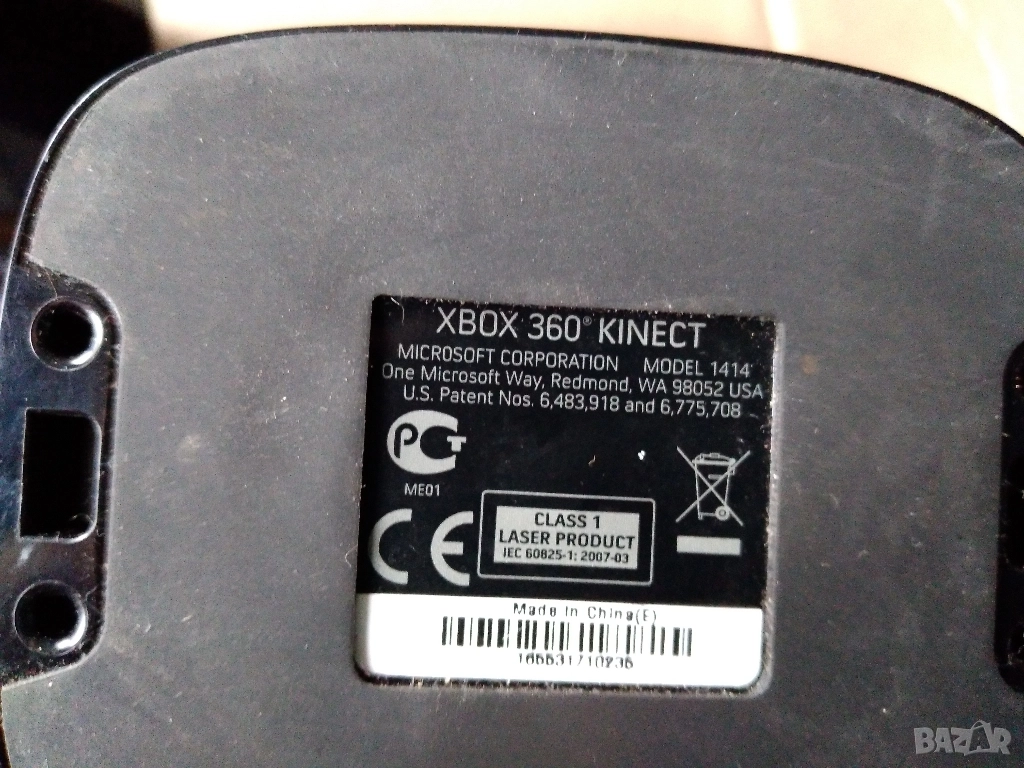 XBOX 360® KINECT
MICROSOFT CORPORATION MODEL 1414
One Microsoft Way, Redmond, WA 98052 USA
U.S. Patent Nos. 6,483,918 and 6,775,708
PCT
ME01
CE
CLASS 1
LASER PRODUCT
IEC 60825-1: 2007-03
Made in China(E)
165531710235
BAZAR